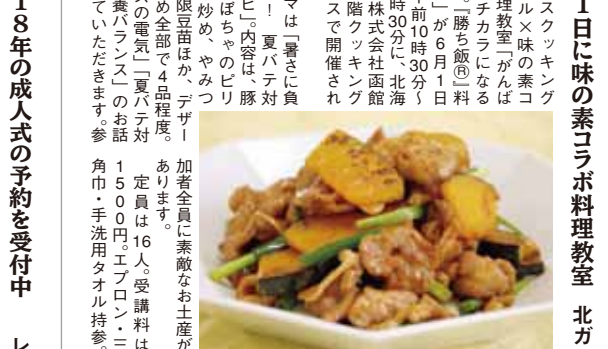 1日に味の素コラボ料理教室　北ガ
スクッキング
ル×味の素コ
理教室「がんば
チカラになる
。『勝ち飯®』料
」が6月1日
前10時30分〜
時30分に、北海
株式会社函館
階クッキング
スで開催され
マは「暑さに負
！　夏バテ対
ピ」。内容は、豚
ぼちゃのピリ
炒め、やみつ
限豆苗ほか、デザー
め全部で4品程度。
スの電気」「夏バテ対
養バランス」のお話
ていただきます。参
加者全員に素敵なお土産が
あります。
定員は16人。受講料は
1500円。エプロン・三
角巾・手洗用タオル持参。
18年の成人式の予約を受付中　レ